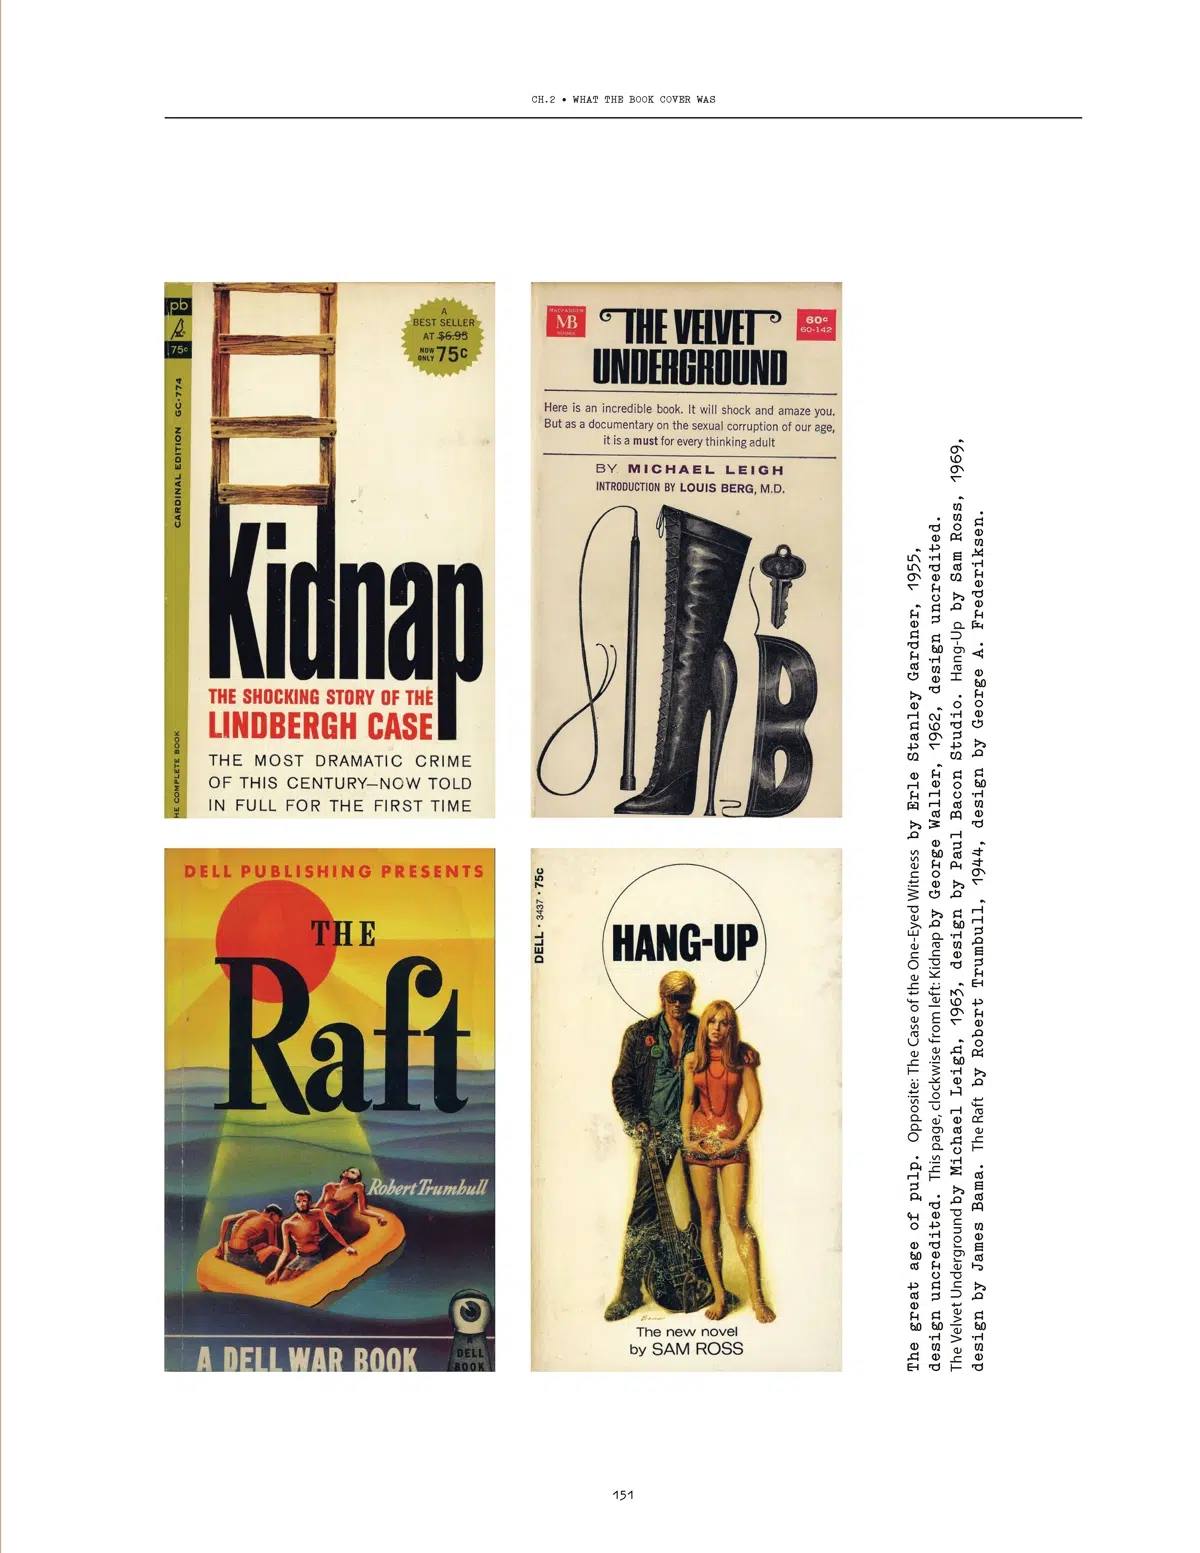 CH.2 • WHAT THE BOOK COVER WAS
pb
75¢
CARDINAL EDITION GC-774
HE COMPLETE BOOK
A
BEST SELLER
AT $6.95
NOW
ONLY 75¢
Kidnap
THE SHOCKING STORY OF THE
LINDBERGH CASE
THE MOST DRAMATIC CRIME
OF THIS CENTURY—NOW TOLD
IN FULL FOR THE FIRST TIME
MACFADDEN
MB
BOOKS
THE VELVET
UNDERGROUND
60¢
60-142
Here is an incredible book. It will shock and amaze you.
But as a documentary on the sexual corruption of our age,
it is a must for every thinking adult
BY MICHAEL LEIGH
INTRODUCTION BY LOUIS BERG, M.D.
DELL PUBLISHING PRESENTS
THE
Raft
Robert Trumbull
A DELL WAR BOOK
A
DELL
BOOK
DELL • 3437 • 75c
HANG-UP
Bama
The new novel
by SAM ROSS
The great age of pulp. Opposite: The Case of the One-Eyed Witness by Erle Stanley Gardner, 1955,
design uncredited. This page, clockwise from left: Kidnap by George Waller, 1962, design uncredited.
The Velvet Underground by Michael Leigh, 1963, design by Paul Bacon Studio. Hang-Up by Sam Ross, 1969,
design by James Bama. The Raft by Robert Trumbull, 1944, design by George A. Frederiksen.
151